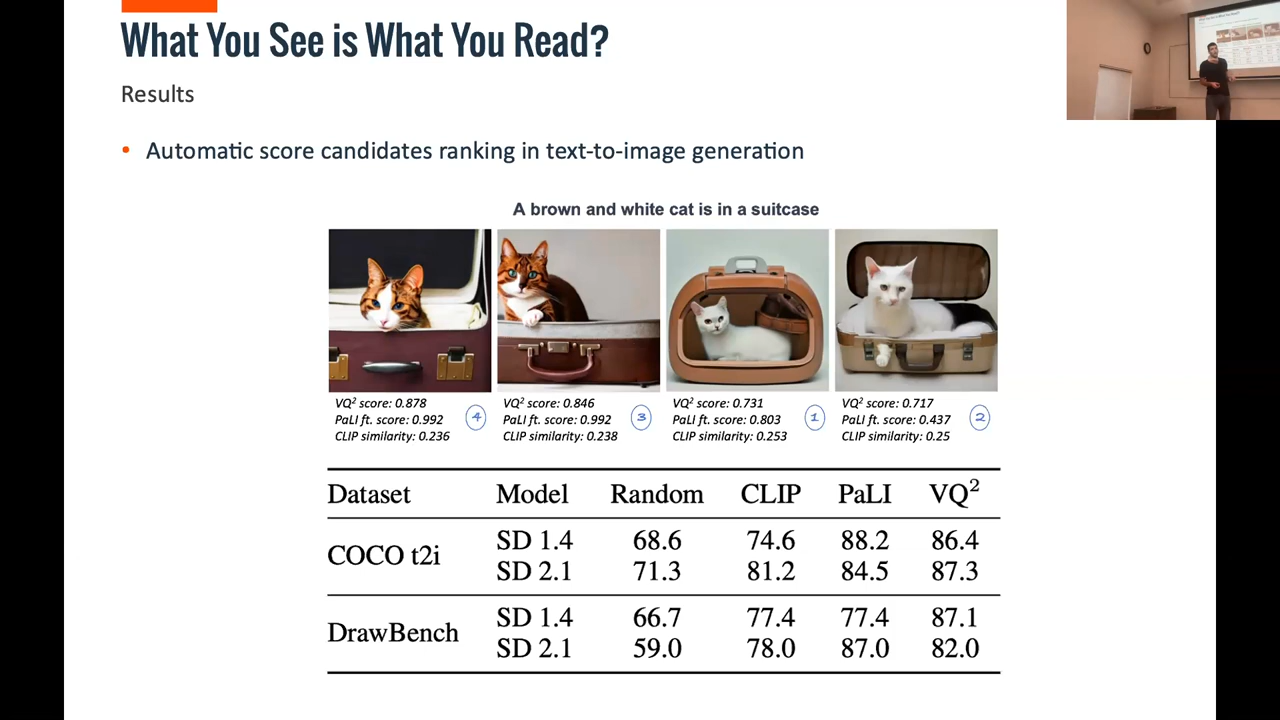 What You See is What You Read?
Results
• Automatic score candidates ranking in text-to-image generation
A brown and white cat is in a suitcase
VQ² score: 0.878
PaLI ft. score: 0.992
CLIP similarity: 0.236
4
VQ² score: 0.846
PaLI ft. score: 0.992
CLIP similarity: 0.238
3
VQ² score: 0.731
PaLI ft. score: 0.803
CLIP similarity: 0.253
1
VQ² score: 0.717
PaLI ft. score: 0.437
CLIP similarity: 0.25
2
Dataset Model Random CLIP PaLI VQ²
COCO t2i
SD 1.4 68.6 74.6 88.2 86.4
SD 2.1 71.3 81.2 84.5 87.3
DrawBench
SD 1.4 66.7 77.4 77.4 87.1
SD 2.1 59.0 78.0 87.0 82.0